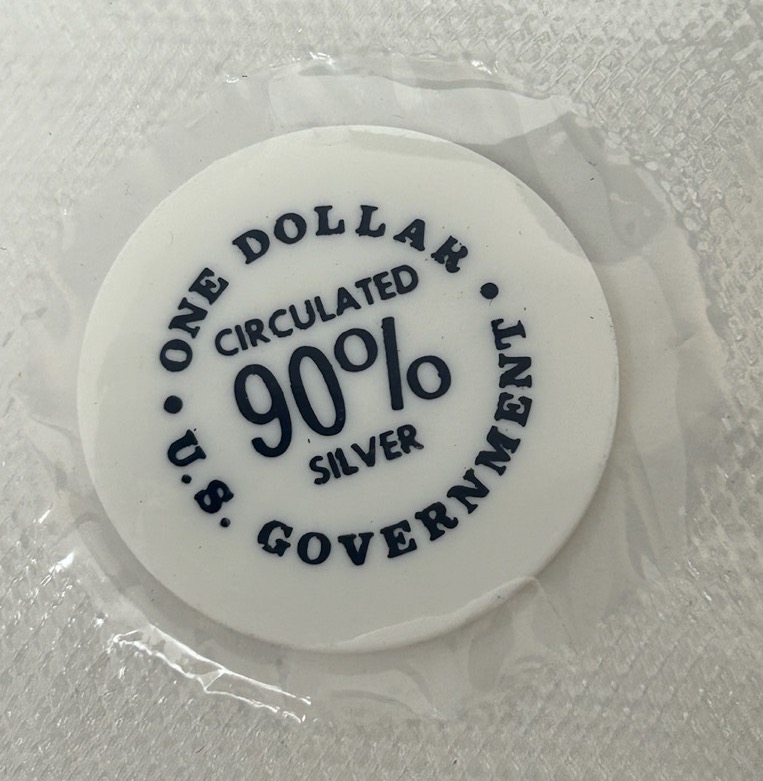 • ONE DOLLAR •
CIRCULATED
90%
SILVER
U.S. GOVERNMENT